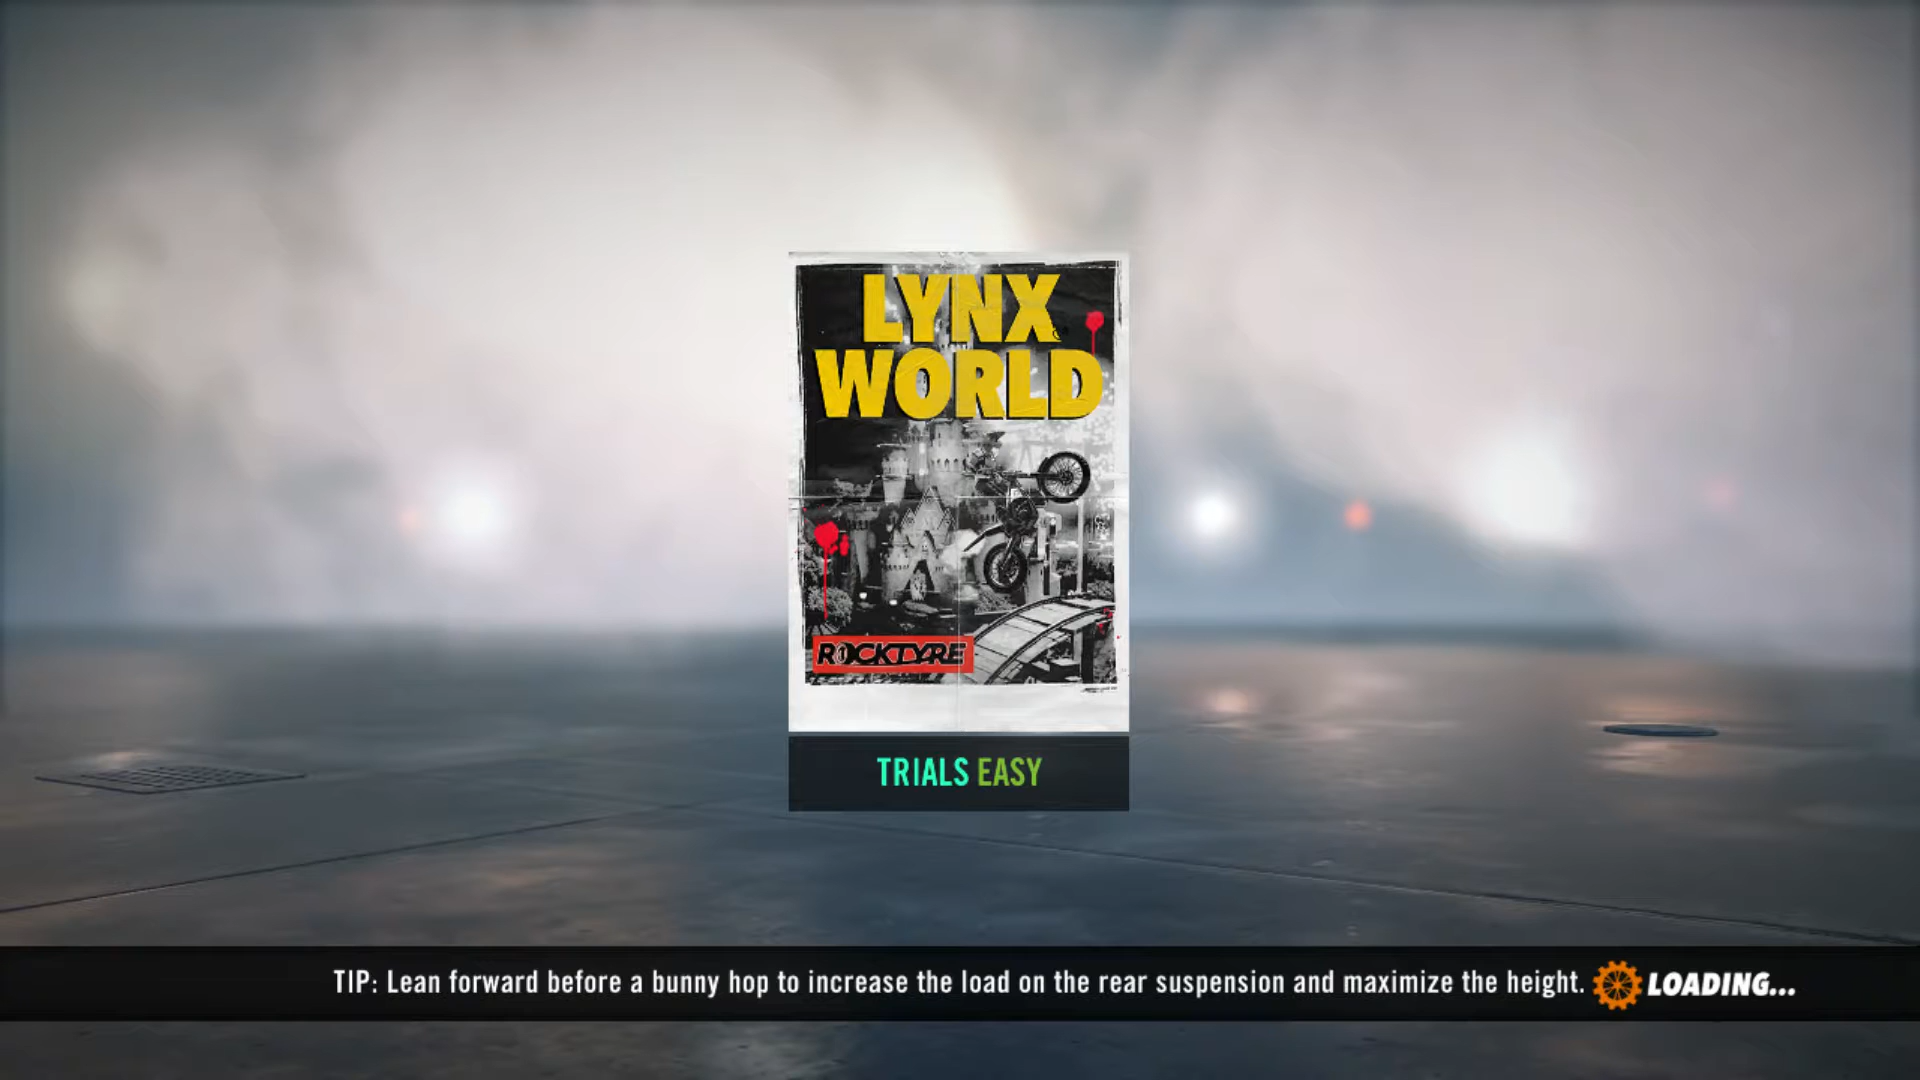 LYNX
WORLD
ROCKTYRE
TRIALS EASY
TIP: Lean forward before a bunny hop to increase the load on the rear suspension and maximize the height.
LOADING...